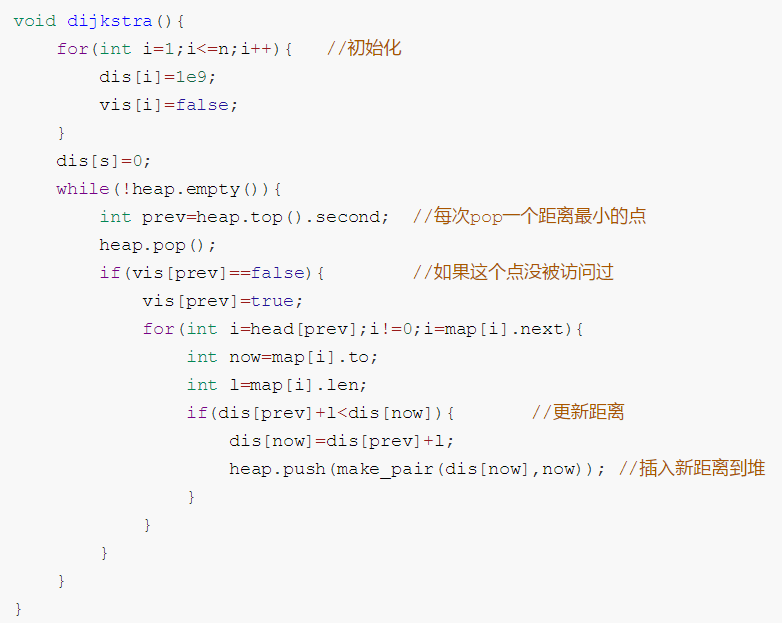 void dijkstra(){
    for(int i=1;i<=n;i++){   //初始化
        dis[i]=1e9;
        vis[i]=false;
    }
    dis[s]=0;
    while(!heap.empty()){
        int prev=heap.top().second;  //每次pop一个距离最小的点
        heap.pop();
        if(vis[prev]==false){        //如果这个点没被访问过
            vis[prev]=true;
            for(int i=head[prev];i!=0;i=map[i].next){
                int now=map[i].to;
                int l=map[i].len;
                if(dis[prev]+l<dis[now]){       //更新距离
                    dis[now]=dis[prev]+l;
                    heap.push(make_pair(dis[now],now)); //插入新距离到堆
                }
            }
        }
    }
}